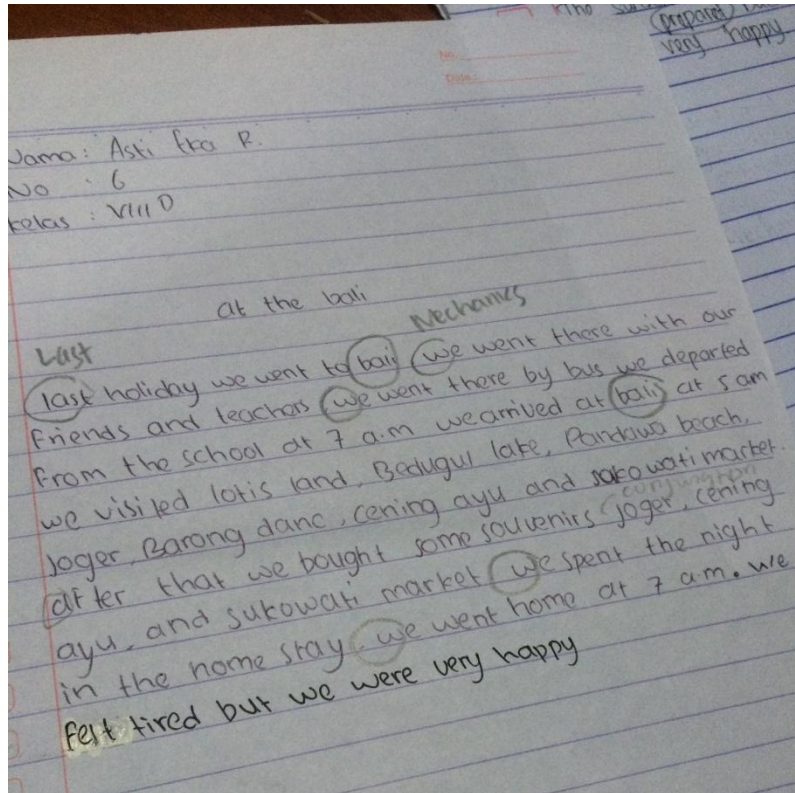 prepared
very happy
No.
Date.
Nama : Asti Eka R.
No : 6
Kelas : VIII D
at the bali
Mechanics
Last
last holiday we went to bali we went there with our
Friends and teachers we went there by bus we departed
from the school at 7 a.m we arrived at bali at 5 am
we visited lotis land, Bedugul lake, Pandawa beach,
Joger, Barong danc, cening ayu and sokowati market.
conjungtion
after that we bought some souvenirs joger, cening
ayu, and sukowati market we spent the night
in the home stay. we went home at 7 a.m. we
felt tired but we were very happy